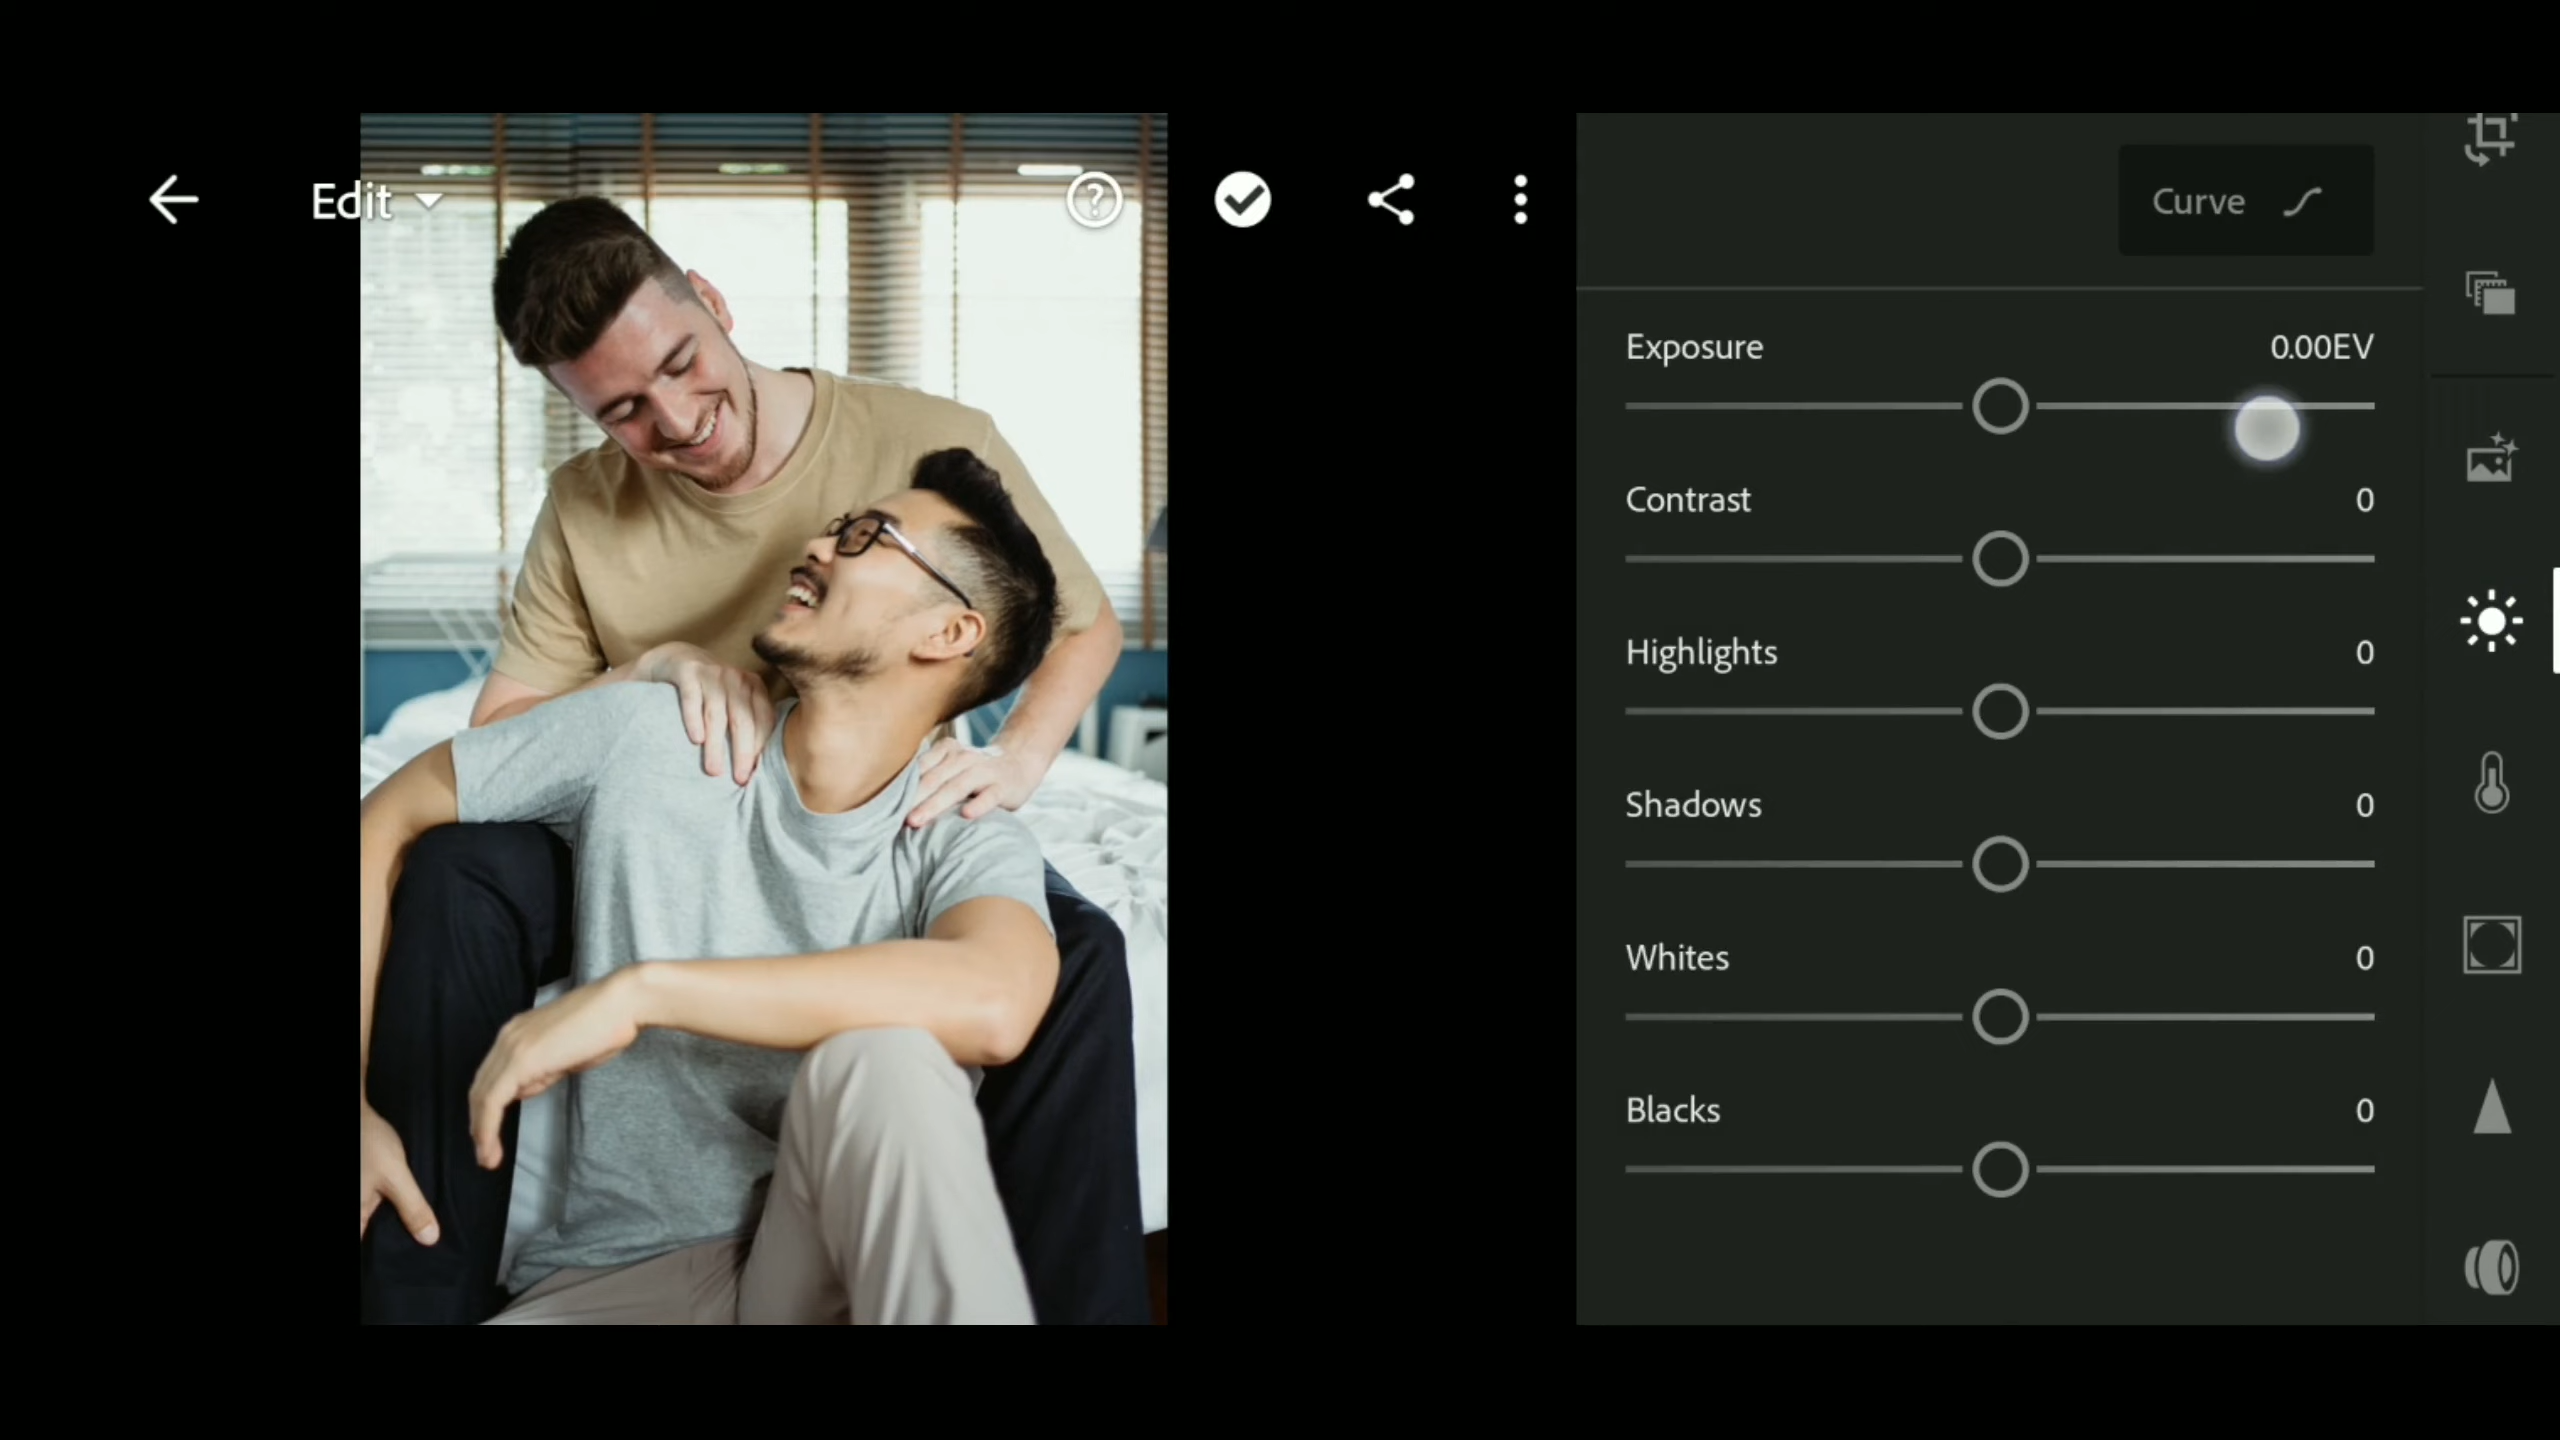 Edit
?
Curve
Exposure 0.00EV
Contrast 0
Highlights 0
Shadows 0
Whites 0
Blacks 0